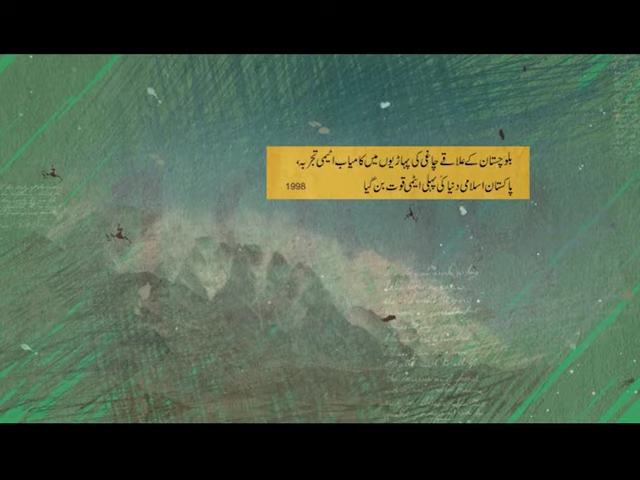 بلوچستان کے علاقے چاغی کی پہاڑیوں میں کامیاب ایٹمی تجربہ،
پاکستان اسلامی دنیا کی پہلی ایٹمی قوت بن گیا 1998